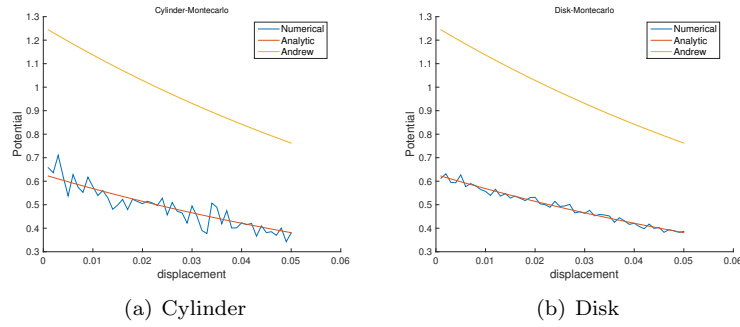 Cylinder-Montecarlo
1.3
1.2
1.1
1
0.9
0.8
0.7
0.6
0.5
0.4
0.3
Potential
0
0.01
0.02
0.03
0.04
0.05
0.06
displacement
Numerical
Analytic
Andrew
(a) Cylinder
Disk-Montecarlo
1.3
1.2
1.1
1
0.9
0.8
0.7
0.6
0.5
0.4
0.3
Potential
0
0.01
0.02
0.03
0.04
0.05
0.06
displacement
Numerical
Analytic
Andrew
(b) Disk